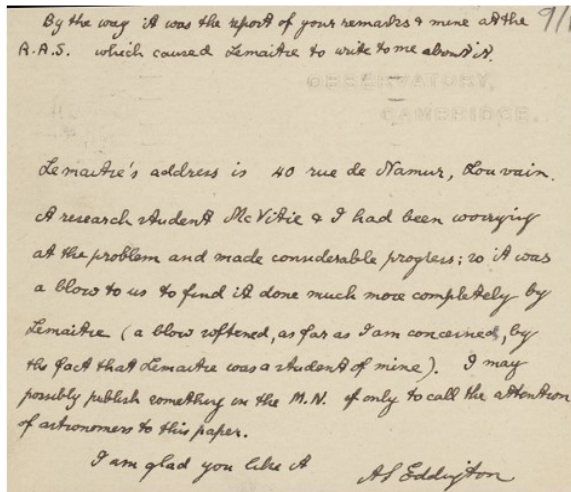 By the way it was the report of your remarks & mine at the
R.A.S. which caused Lemaitre to write to me about it.
OBSERVATORY,
CAMBRIDGE.
Lemaitre's address is 40 rue de Namur, Louvain.
A research student McVitie & I had been worrying
at the problem and made considerable progress; so it was
a blow to us to find it done much more completely by
Lemaitre (a blow softened, as far as I am concerned, by
the fact that Lemaitre was a student of mine). I may
possibly publish something in the M.N. if only to call the attention
of astronomers to this paper.
I am glad you like it
AS Eddington